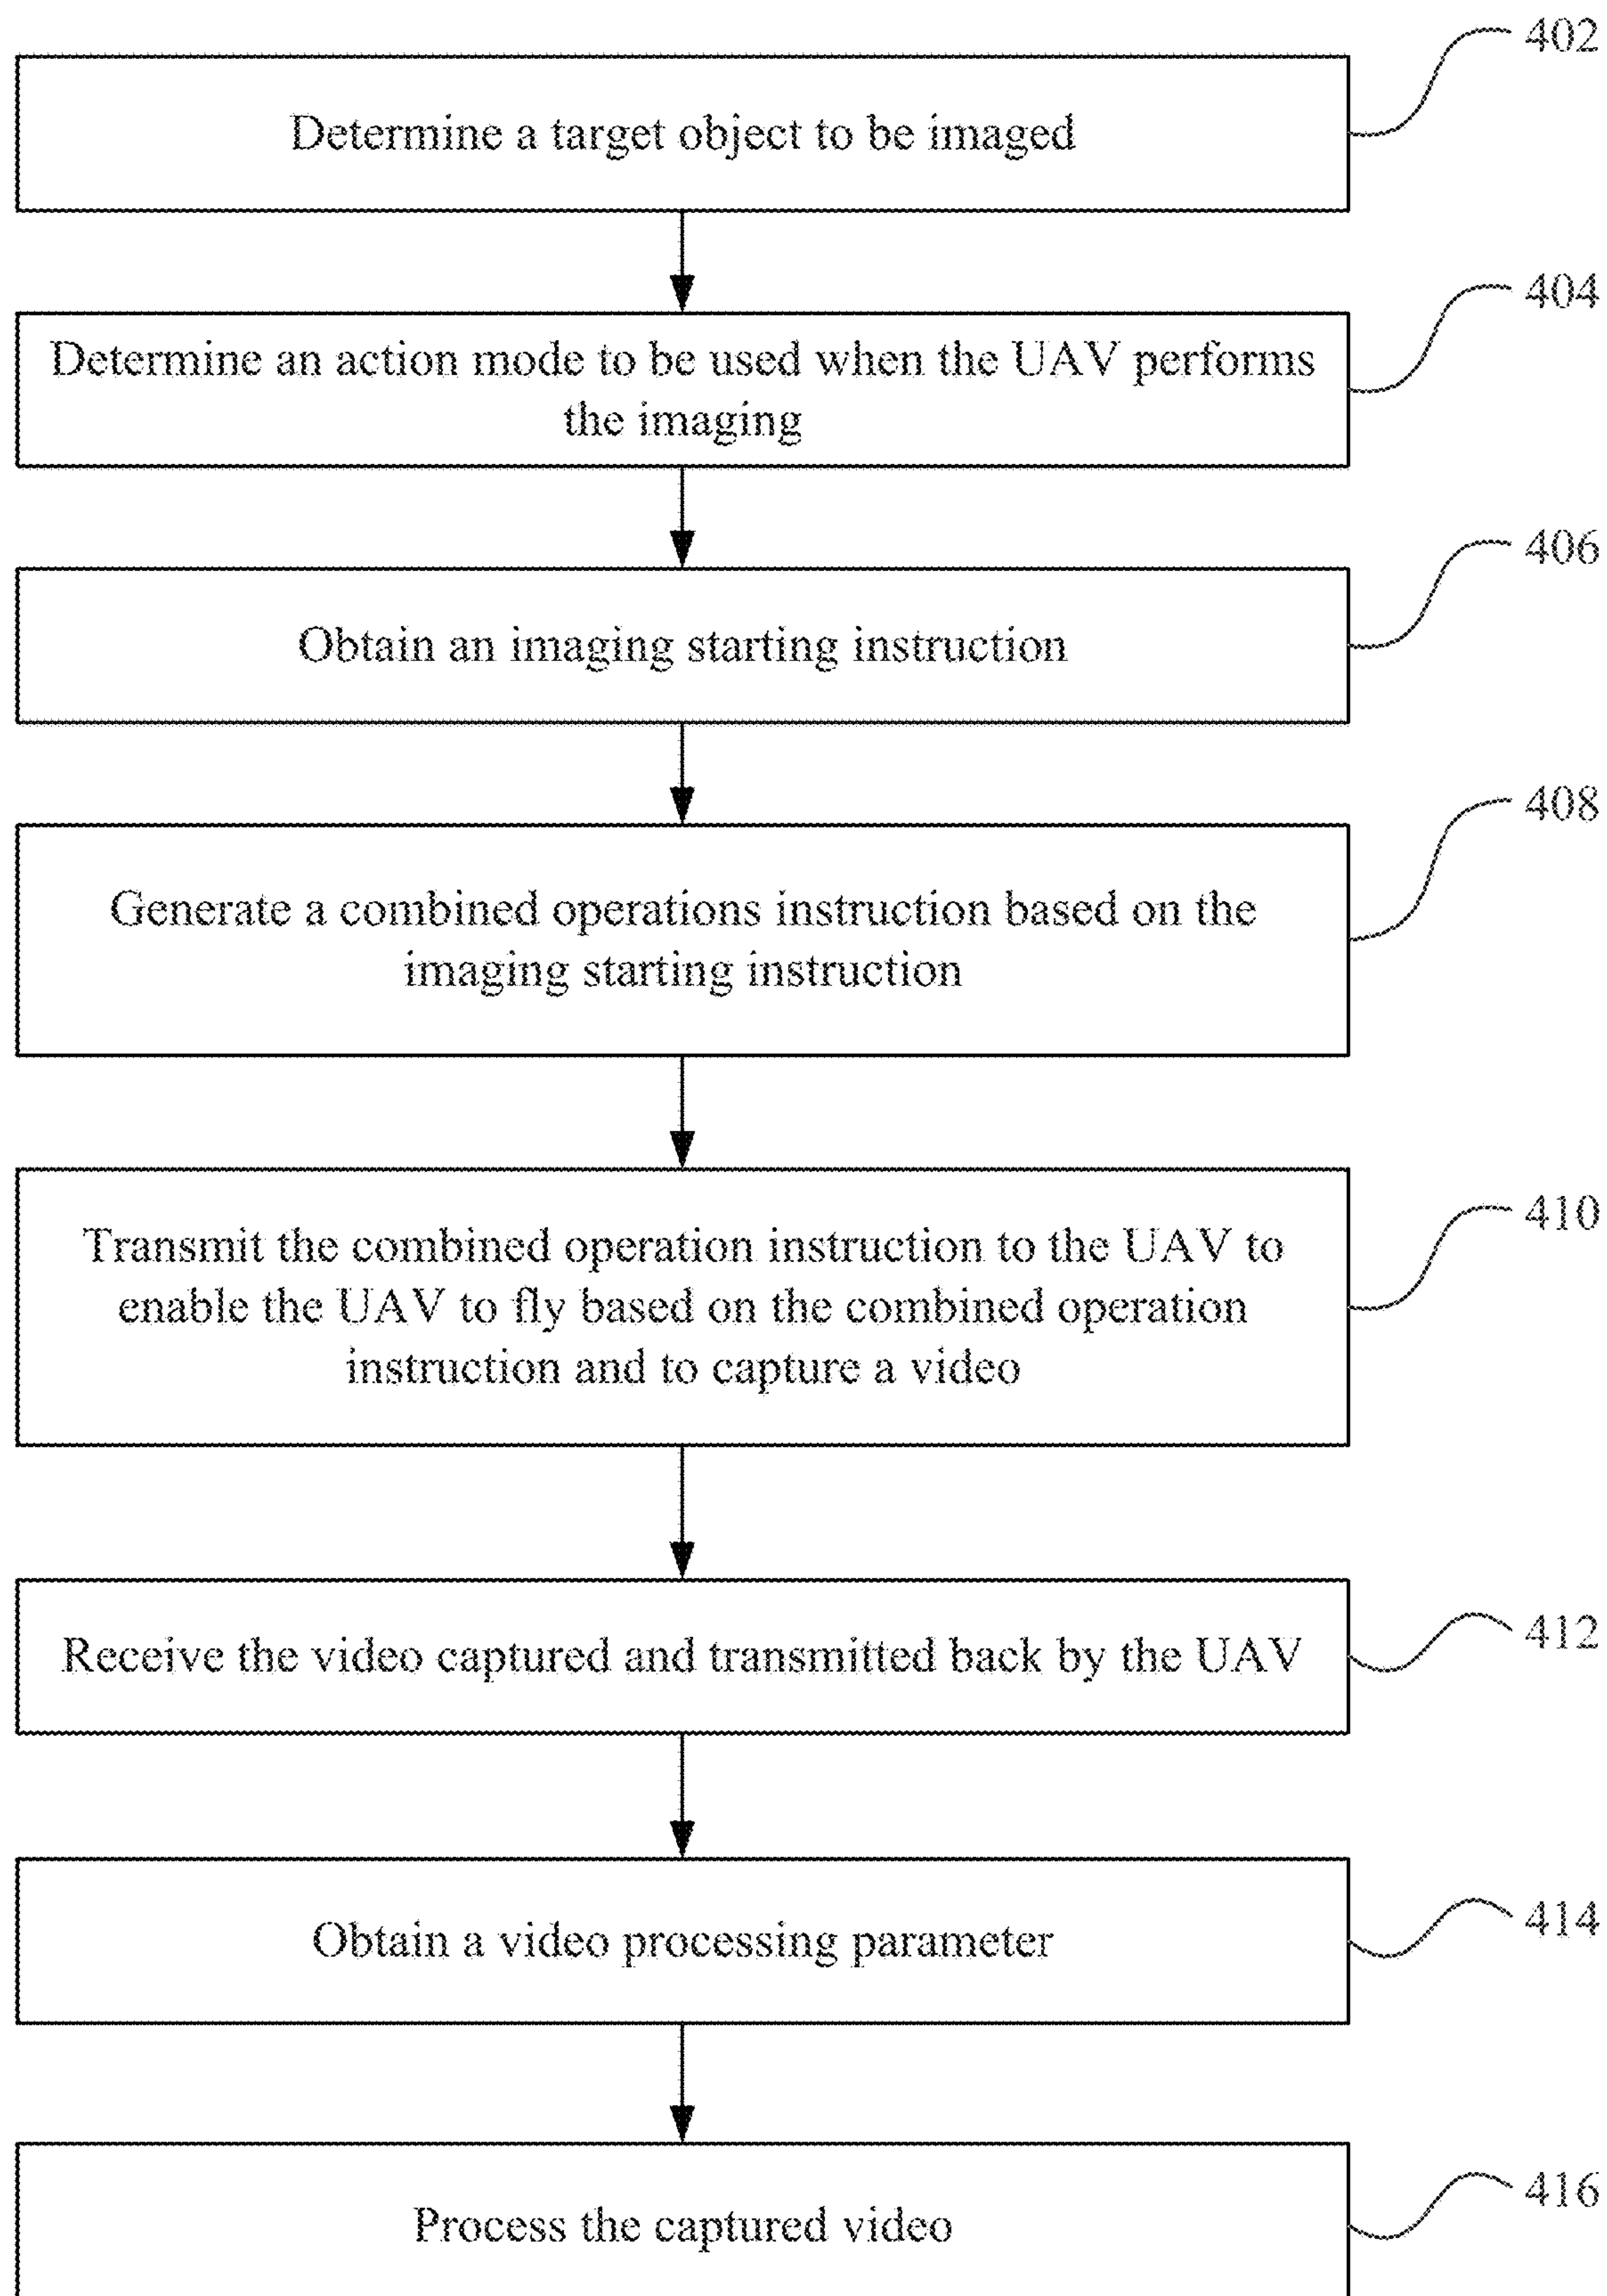 402
Determine a target object to be imaged
404
Determine an action mode to be used when the UAV performs
the imaging
406
Obtain an imaging starting instruction
408
Generate a combined operations instruction based on the
imaging starting instruction
410
Transmit the combined operation instruction to the UAV to
enable the UAV to fly based on the combined operation
instruction and to capture a video
412
Receive the video captured and transmitted back by the UAV
414
Obtain a video processing parameter
416
Process the captured video